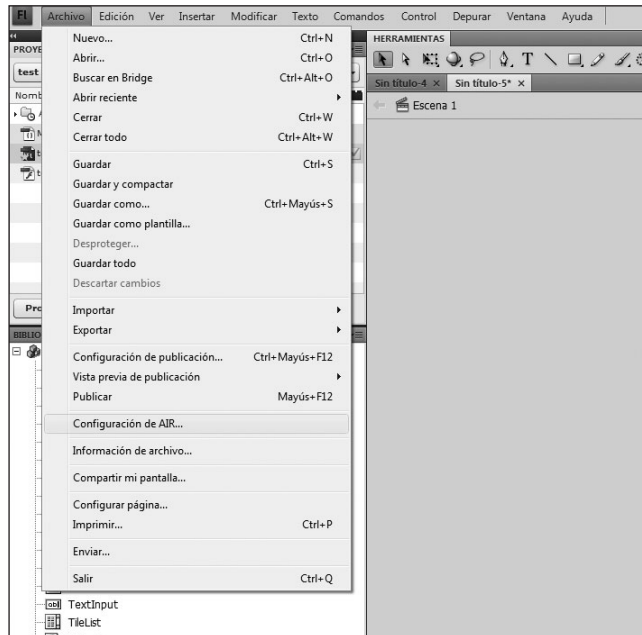 Fl Archivo Edición Ver Insertar Modificar Texto Comandos Control Depurar Ventana Ayuda
Nuevo... Ctrl+N
Abrir... Ctrl+O
Buscar en Bridge Ctrl+Alt+O
Abrir reciente
Cerrar Ctrl+W
Cerrar todo Ctrl+Alt+W
Guardar Ctrl+S
Guardar y compactar
Guardar como... Ctrl+Mayús+S
Guardar como plantilla...
Desproteger...
Guardar todo
Descartar cambios
Importar
Exportar
Configuración de publicación... Ctrl+Mayús+F12
Vista previa de publicación
Publicar Mayús+F12
Configuración de AIR...
Información de archivo...
Compartir mi pantalla...
Configurar página...
Imprimir... Ctrl+P
Enviar...
Salir Ctrl+Q
PROYE
test
Nomb
Pro
BIBLIO
TextInput
TileList
HERRAMIENTAS
Sin título-4 × Sin título-5* ×
Escena 1